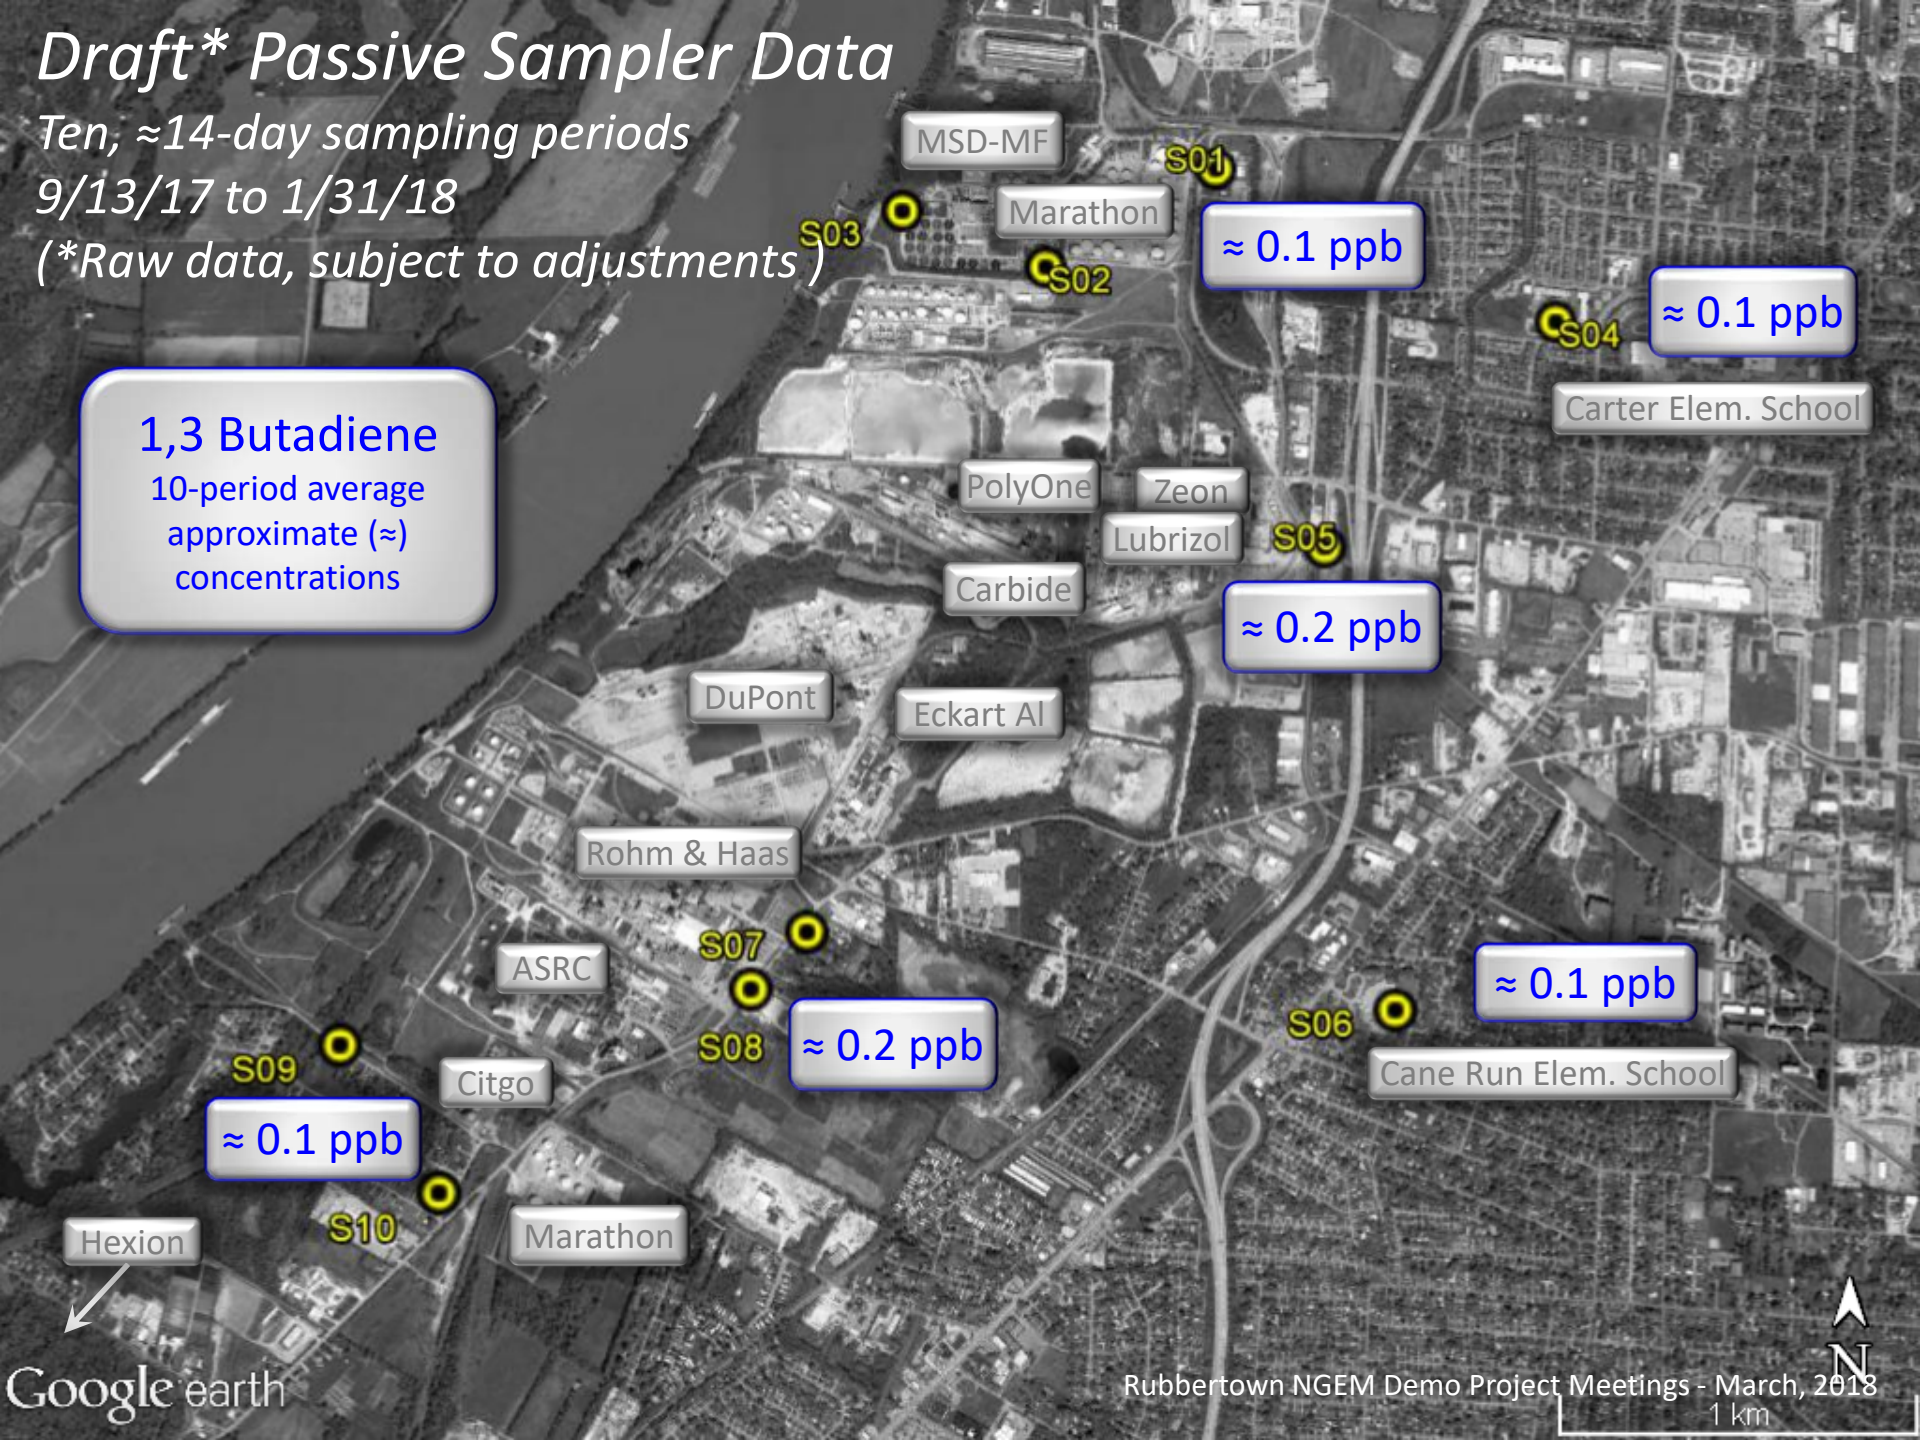 Draft* Passive Sampler Data
Ten, ≈14-day sampling periods
9/13/17 to 1/31/18
(*Raw data, subject to adjustments )
MSD-MF
S01
Marathon
S03
S02
≈ 0.1 ppb
S04
≈ 0.1 ppb
Carter Elem. School
1,3 Butadiene
10-period average
approximate (≈)
concentrations
PolyOne
Zeon
Lubrizol
S05
Carbide
≈ 0.2 ppb
DuPont
Eckart Al
Rohm & Haas
S07
ASRC
S08
≈ 0.2 ppb
S06
≈ 0.1 ppb
Cane Run Elem. School
S09
Citgo
≈ 0.1 ppb
S10
Marathon
Hexion
N
Google earth
Rubbertown NGEM Demo Project Meetings - March, 2018
1 km